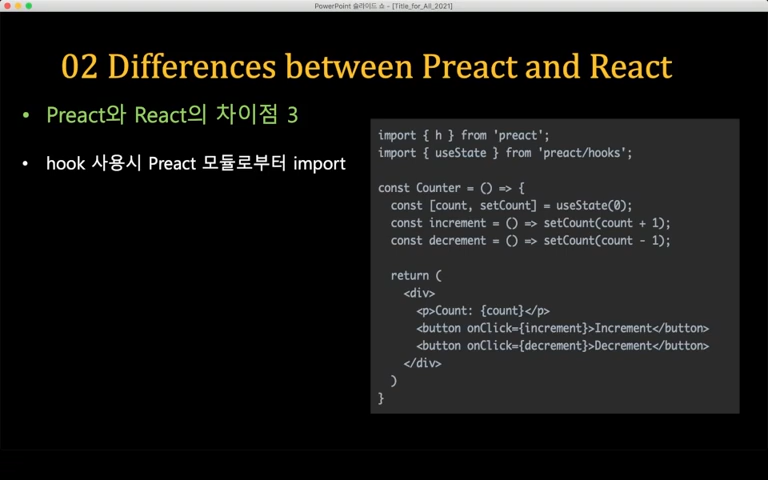 PowerPoint 슬라이드 쇼 - [Title_for_All_2021]
02 Differences between Preact and React
• Preact와 React의 차이점 3
• hook 사용시 Preact 모듈로부터 import
import { h } from 'preact';
import { useState } from 'preact/hooks';
const Counter = () => {
  const [count, setCount] = useState(0);
  const increment = () => setCount(count + 1);
  const decrement = () => setCount(count - 1);
  return (
    <div>
      <p>Count: {count}</p>
      <button onClick={increment}>Increment</button>
      <button onClick={decrement}>Decrement</button>
    </div>
  )
}